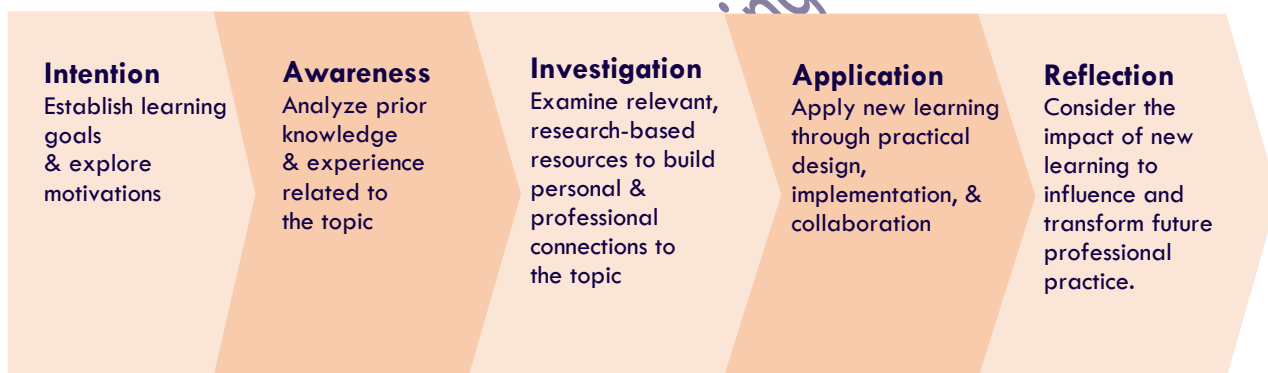 Intention
Establish learning
goals
& explore
motivations
Awareness
Analyze prior
knowledge
& experience
related to
the topic
Investigation
Examine relevant,
research-based
resources to build
personal &
professional
connections to
the topic
Application
Apply new learning
through practical
design,
implementation, &
collaboration
Reflection
Consider the
impact of new
learning to
influence and
transform future
professional
practice.